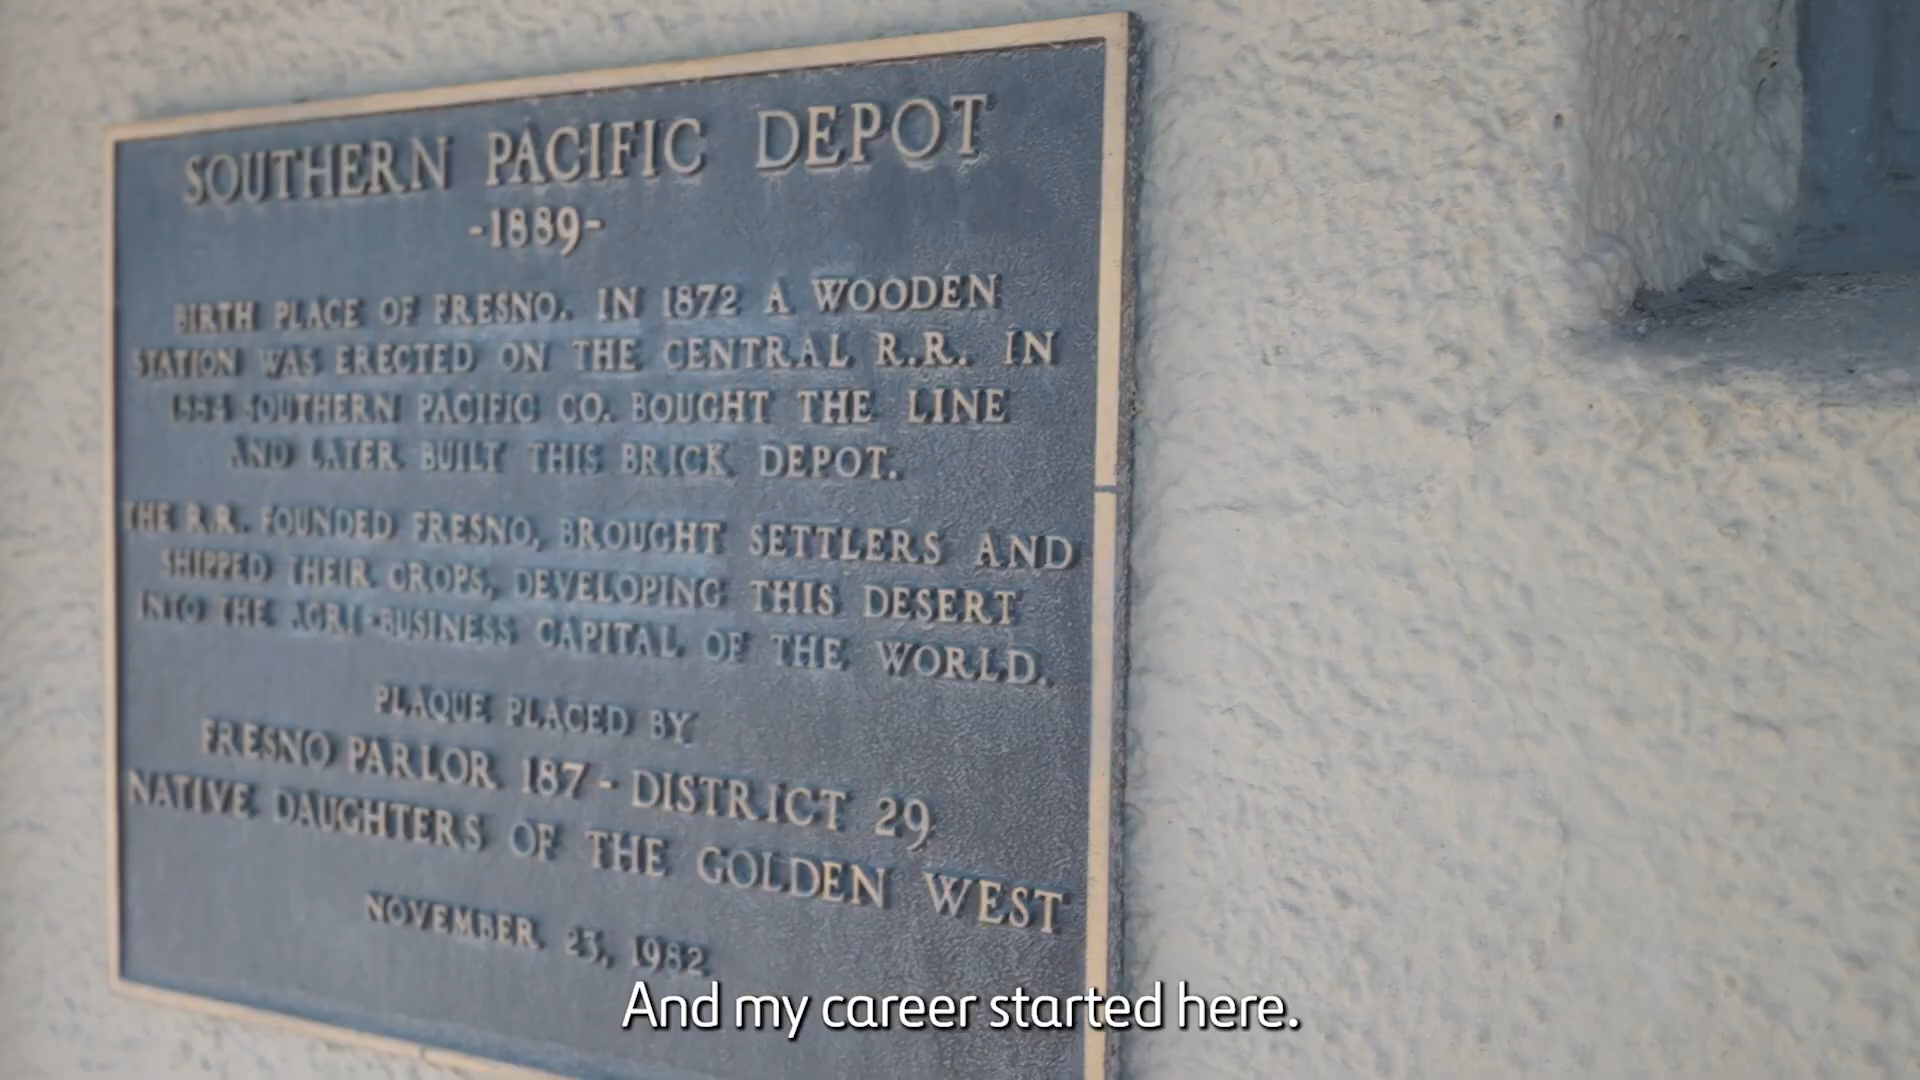 SOUTHERN PACIFIC DEPOT
-1889-
BIRTH PLACE OF FRESNO. IN 1872 A WOODEN
STATION WAS ERECTED ON THE CENTRAL R.R. IN
SOUTHERN PACIFIC CO. BOUGHT THE LINE
AND LATER BUILT THIS BRICK DEPOT.
THE R.R. FOUNDED FRESNO, BROUGHT SETTLERS AND
SHIPPED THEIR CROPS, DEVELOPING THIS DESERT
INTO THE AGRI-BUSINESS CAPITAL OF THE WORLD.
PLAQUE PLACED BY
FRESNO PARLOR 187 - DISTRICT 29
NATIVE DAUGHTERS OF THE GOLDEN WEST
NOVEMBER 23, 1982
And my career started here.